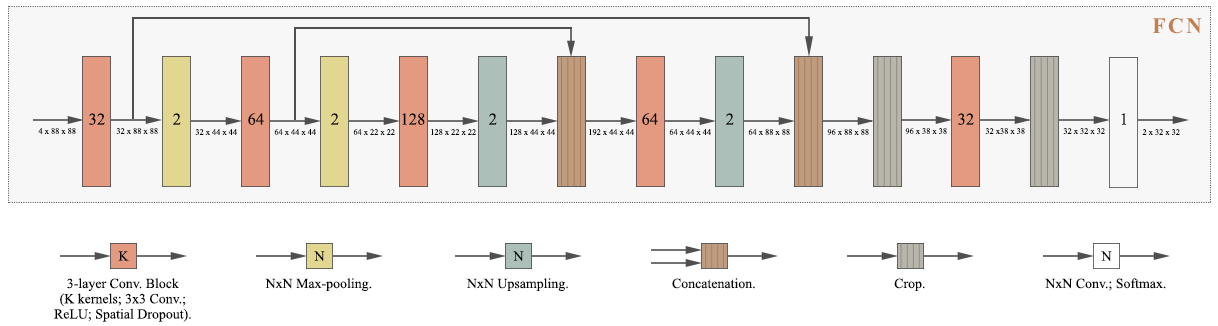 FCN
32
2
64
2
128
2
64
2
32
1
4 x 88 x 88
32 x 88 x 88
32 x 44 x 44
64 x 44 x 44
64 x 22 x 22
128 x 22 x 22
128 x 44 x 44
192 x 44 x 44
64 x 44 x 44
64 x 88 x 88
96 x 88 x 88
96 x 38 x 38
32 x38 x 38
32 x 32 x 32
2 x 32 x 32
K
3-layer Conv. Block
(K kernels; 3x3 Conv.;
ReLU; Spatial Dropout).
N
NxN Max-pooling.
N
NxN Upsampling.
Concatenation.
Crop.
N
NxN Conv.; Softmax.